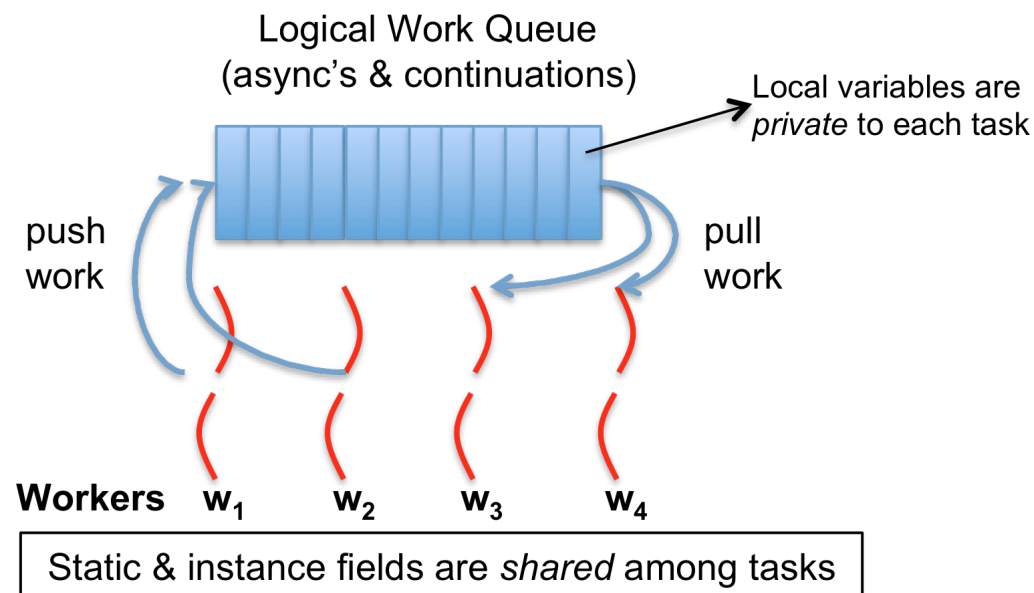 Logical Work Queue
(async’s & continuations)
Local variables are
private to each task
push
work
pull
work
Workers w1 w2 w3 w4
Static & instance fields are shared among tasks